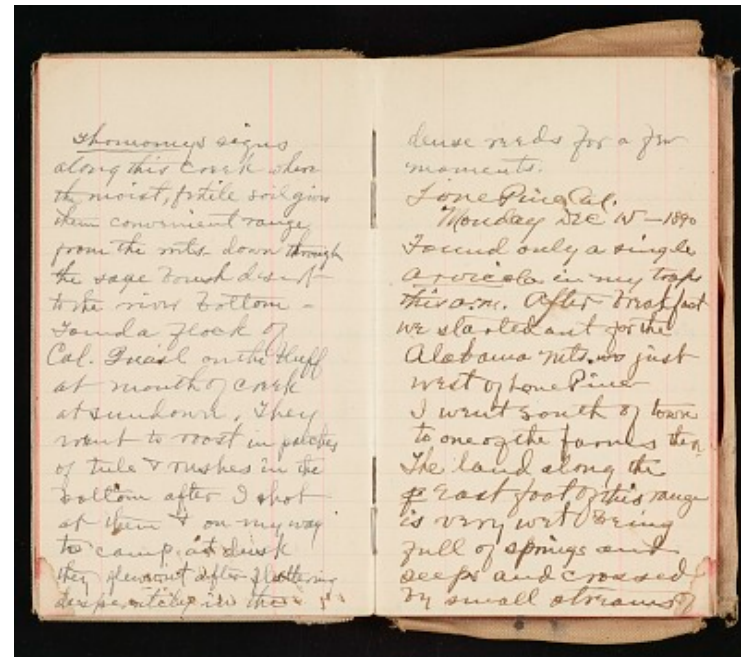 Thomomys signs
along this creek where
the moist, fertile soil gives
them convenient range
from the mts. down through
the sage brush desert
to the river bottom –
Found a flock of
Cal. Quail on the bluff
at mouth of creek
at sundown. They
went to roost in patches
of tule & rushes in the
bottom after I shot
at them & on my way
to camp at dusk
they flew out after fluttering
desperately in the
dense reeds for a few
moments.
Lone Pine Cal.
Monday Dec 15 – 1890
Found only a single
arvicola in my traps
this a.m. After breakfast
we started out for the
Alabama mts. just
west of Lone Pine
I went south of town
to one of the farms there
The land along the
East foot of this range
is very wet being
full of springs and
seeps and crossed
by small streams of